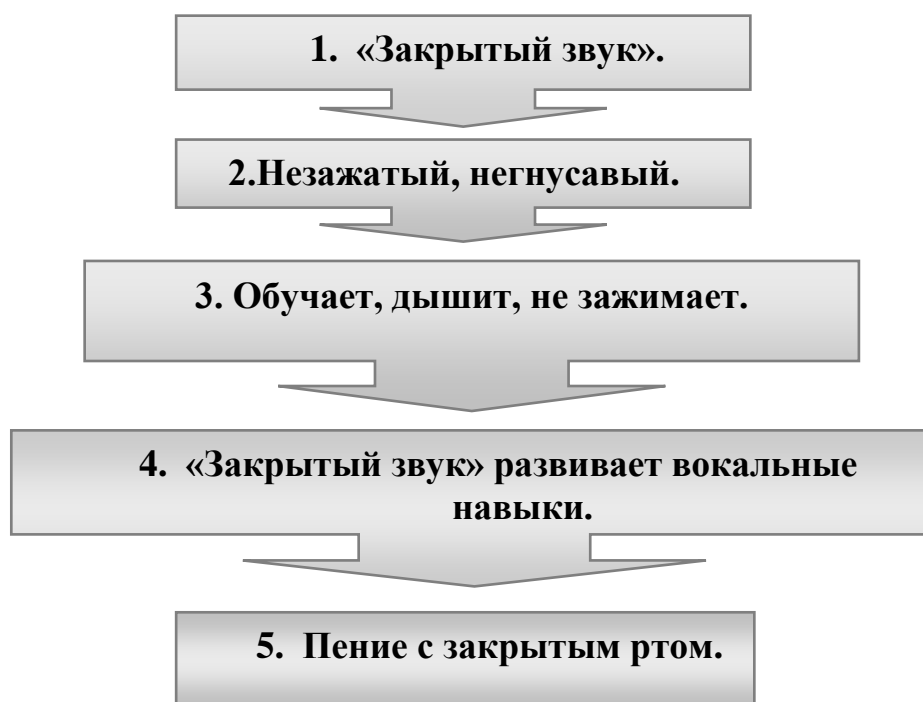 1. «Закрытый звук».
2.Незажатый, негнусавый.
3. Обучает, дышит, не зажимает.
4. «Закрытый звук» развивает вокальные
навыки.
5. Пение с закрытым ртом.